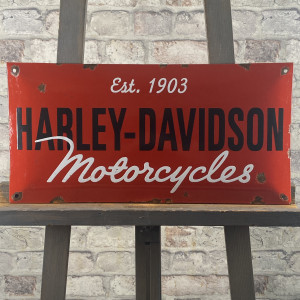 Est. 1903
HARLEY-DAVIDSON
Motorcycles